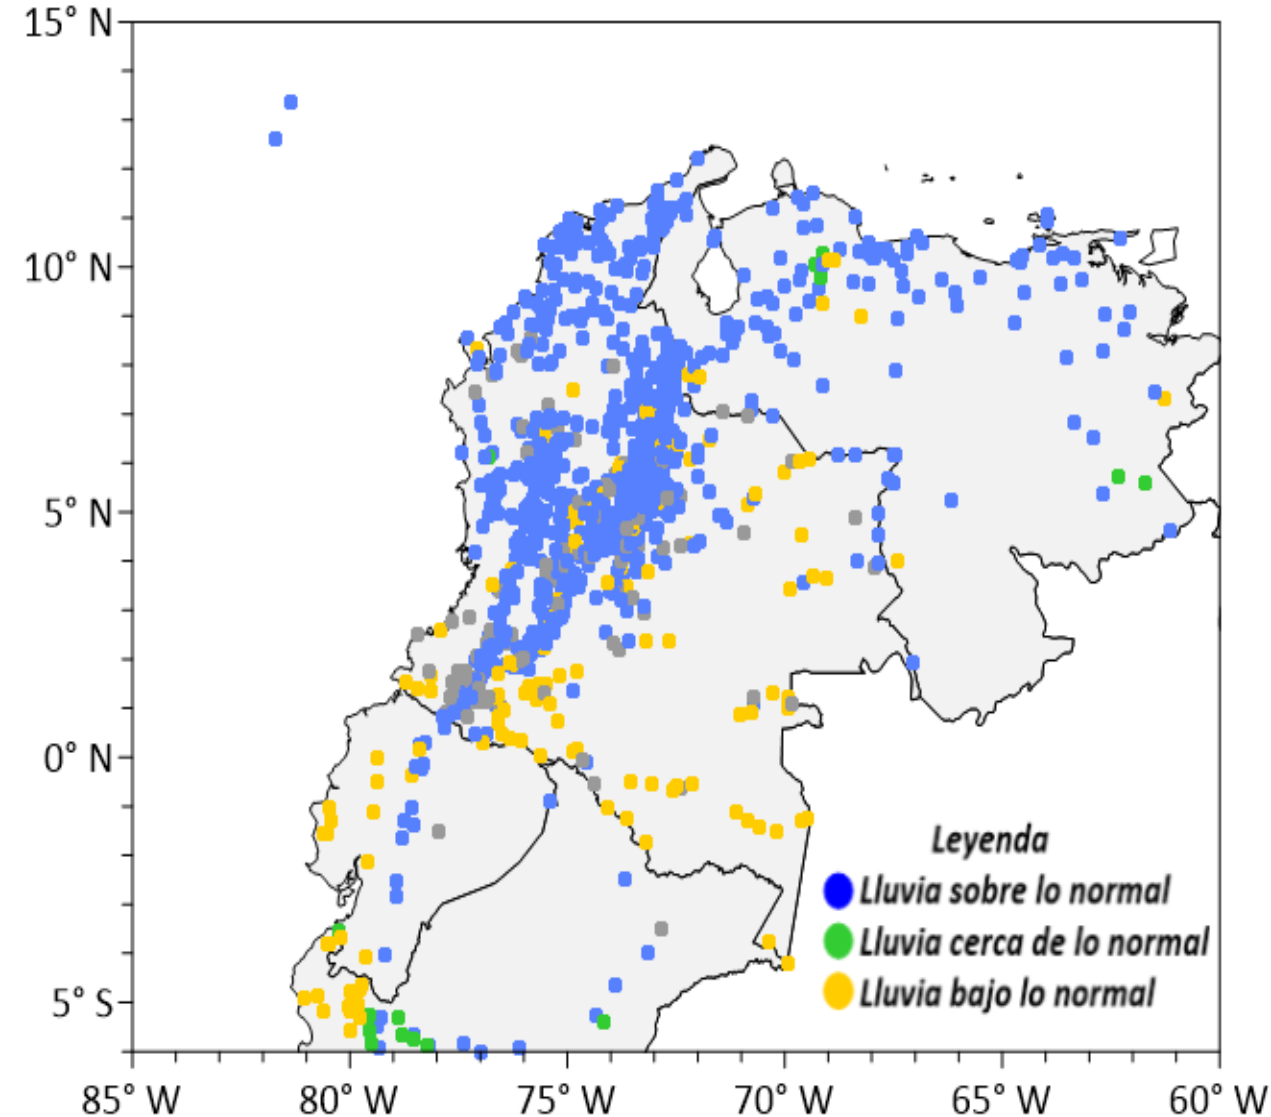 15° N
10° N
5° N
0° N
5° S
85° W
80° W
75° W
70° W
65° W
60° W
Leyenda
Lluvia sobre lo normal
Lluvia cerca de lo normal
Lluvia bajo lo normal